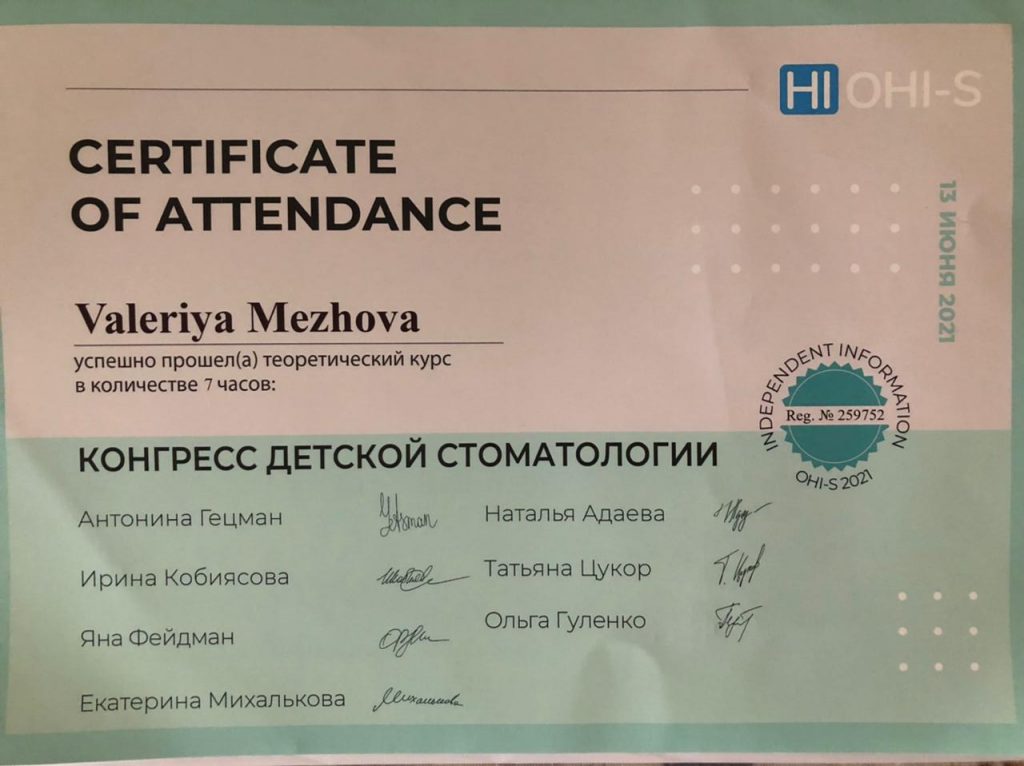 HI OHI-S
CERTIFICATE
OF ATTENDANCE
13 ИЮНЯ 2021
Valeriya Mezhova
успешно прошел(а) теоретический курс
в количестве 7 часов:
INDEPENDENT INFORMATION
Reg. № 259752
OHI-S 2021
КОНГРЕСС ДЕТСКОЙ СТОМАТОЛОГИИ
Антонина Гецман
Наталья Адаева
Ирина Кобиясова
Татьяна Цукор
Яна Фейдман
Ольга Гуленко
Екатерина Михалькова